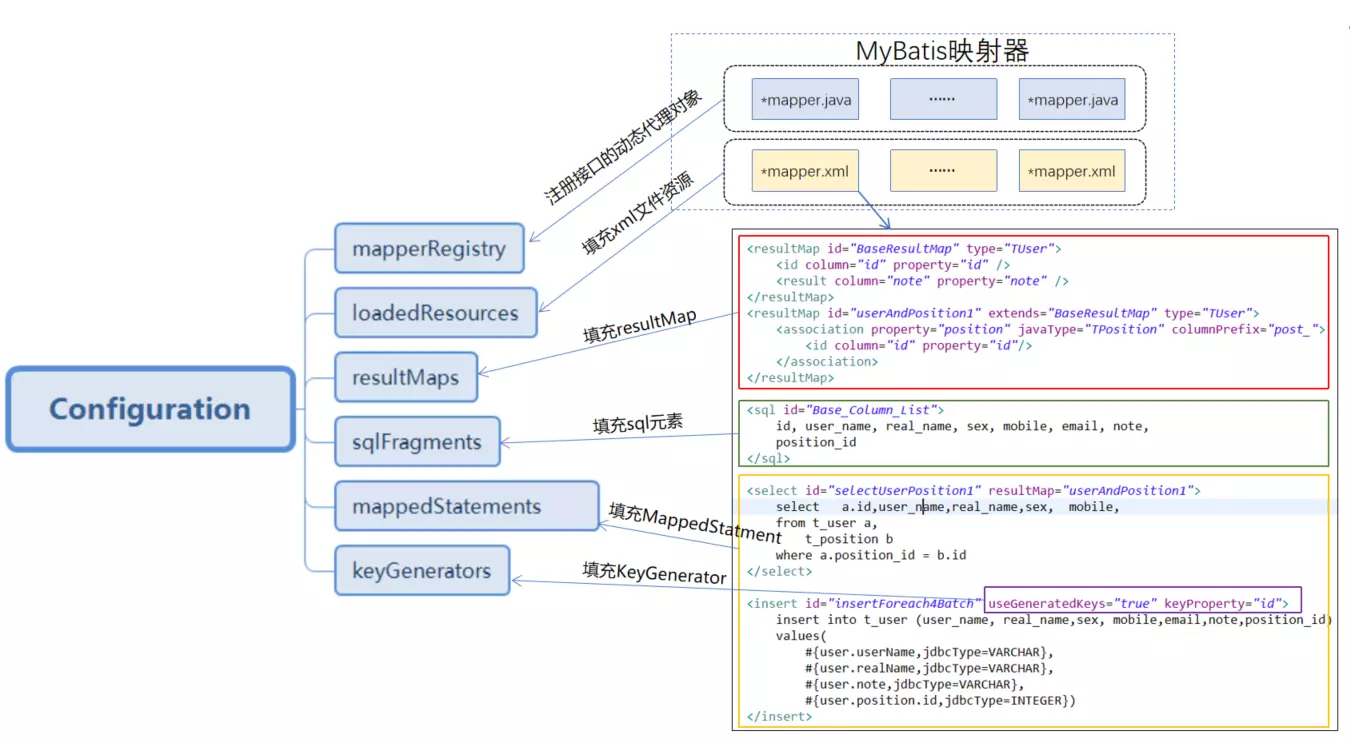 MyBatis映射器
*mapper.java
······
*mapper.java
*mapper.xml
······
*mapper.xml
注册接口的动态代理对象
填充xml文件资源
填充resultMap
填充sql元素
填充MappedStatment
填充KeyGenerator
Configuration
mapperRegistry
loadedResources
resultMaps
sqlFragments
mappedStatements
keyGenerators
<resultMap id="BaseResultMap" type="TUser">
<id column="id" property="id" />
<result column="note" property="note" />
</resultMap>
<resultMap id="userAndPosition1" extends="BaseResultMap" type="TUser">
<association property="position" javaType="TPosition" columnPrefix="post_">
<id column="id" property="id"/>
</association>
</resultMap>
<sql id="Base_Column_List">
id, user_name, real_name, sex, mobile, email, note,
position_id
</sql>
<select id="selectUserPosition1" resultMap="userAndPosition1">
select a.id,user_name,real_name,sex, mobile,
from t_user a,
t_position b
where a.position_id = b.id
</select>
<insert id="insertForeach4Batch" useGeneratedKeys="true" keyProperty="id">
insert into t_user (user_name, real_name,sex, mobile,email,note,position_id)
values(
#{user.userName,jdbcType=VARCHAR},
#{user.realName,jdbcType=VARCHAR},
#{user.note,jdbcType=VARCHAR},
#{user.position.id,jdbcType=INTEGER})
</insert>